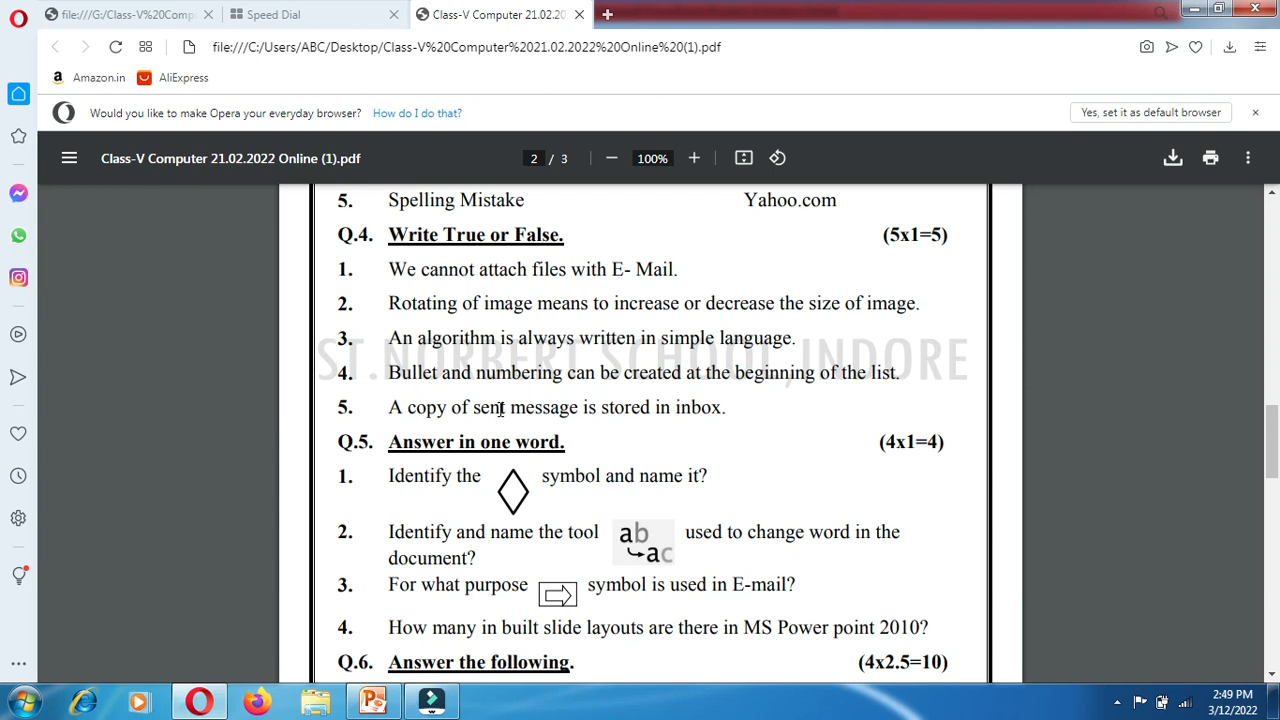 file:///G:/Class-V%20Comp
Speed Dial
Class-V Computer 21.02.20
file:///C:/Users/ABC/Desktop/Class-V%20Computer%2021.02.2022%20Online%20(1).pdf
Amazon.in
AliExpress
Would you like to make Opera your everyday browser?
How do I do that?
Yes, set it as default browser
Class-V Computer 21.02.2022 Online (1).pdf
2 / 3
100%
5. Spelling Mistake Yahoo.com
Q.4. Write True or False. (5x1=5)
1. We cannot attach files with E- Mail.
2. Rotating of image means to increase or decrease the size of image.
3. An algorithm is always written in simple language.
ST.NORBERT SCHOOL,INDORE
4. Bullet and numbering can be created at the beginning of the list.
5. A copy of sent message is stored in inbox.
Q.5. Answer in one word. (4x1=4)
1. Identify the symbol and name it?
2. Identify and name the tool ab ac used to change word in the
document?
3. For what purpose symbol is used in E-mail?
4. How many in built slide layouts are there in MS Power point 2010?
Q.6. Answer the following. (4x2.5=10)
2:49 PM
3/12/2022